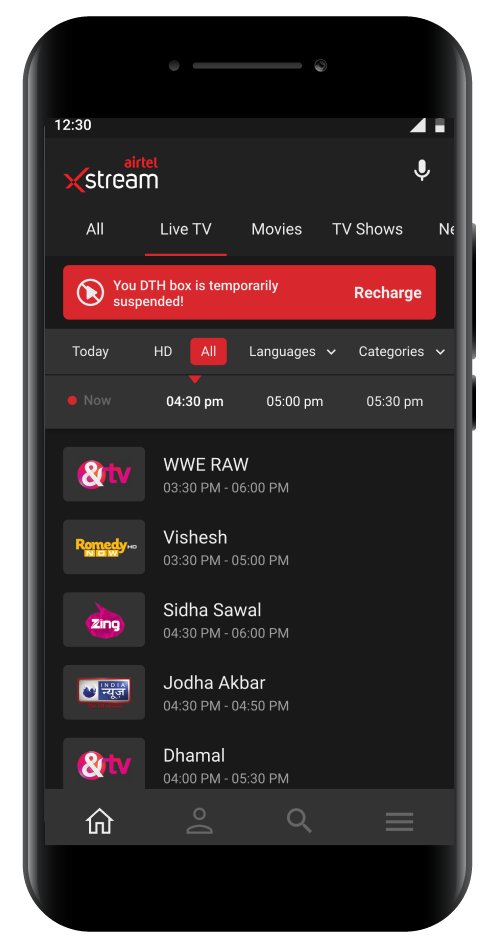 12:30
airtel
Xstream
All Live TV Movies TV Shows Ne
You DTH box is temporarily
suspended!
Recharge
Today HD All Languages Categories
Now 04:30 pm 05:00 pm 05:30 pm
&tv
WWE RAW
03:30 PM - 06:00 PM
Romedy HD
NOW
Vishesh
03:30 PM - 05:00 PM
zing
Sidha Sawal
04:30 PM - 06:00 PM
INDIA
न्यूज़
Jodha Akbar
04:30 PM - 04:50 PM
&tv
Dhamal
04:00 PM - 05:30 PM